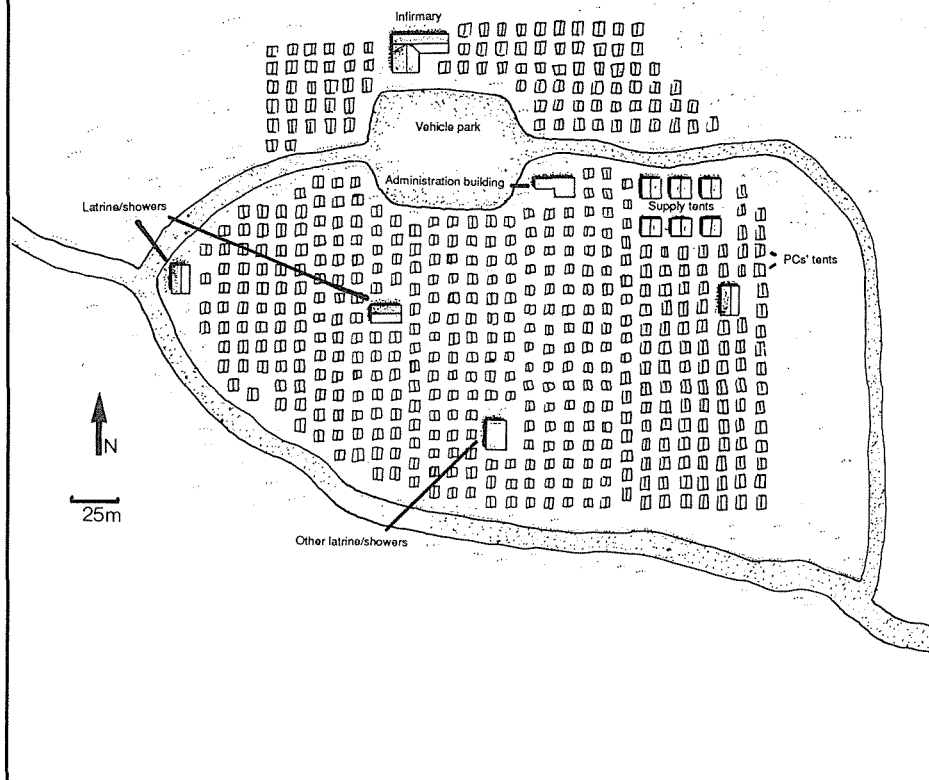 Infirmary
Vehicle park
Administration building
Supply tents
Latrine/showers
PCs' tents
N
25m
Other latrine/showers